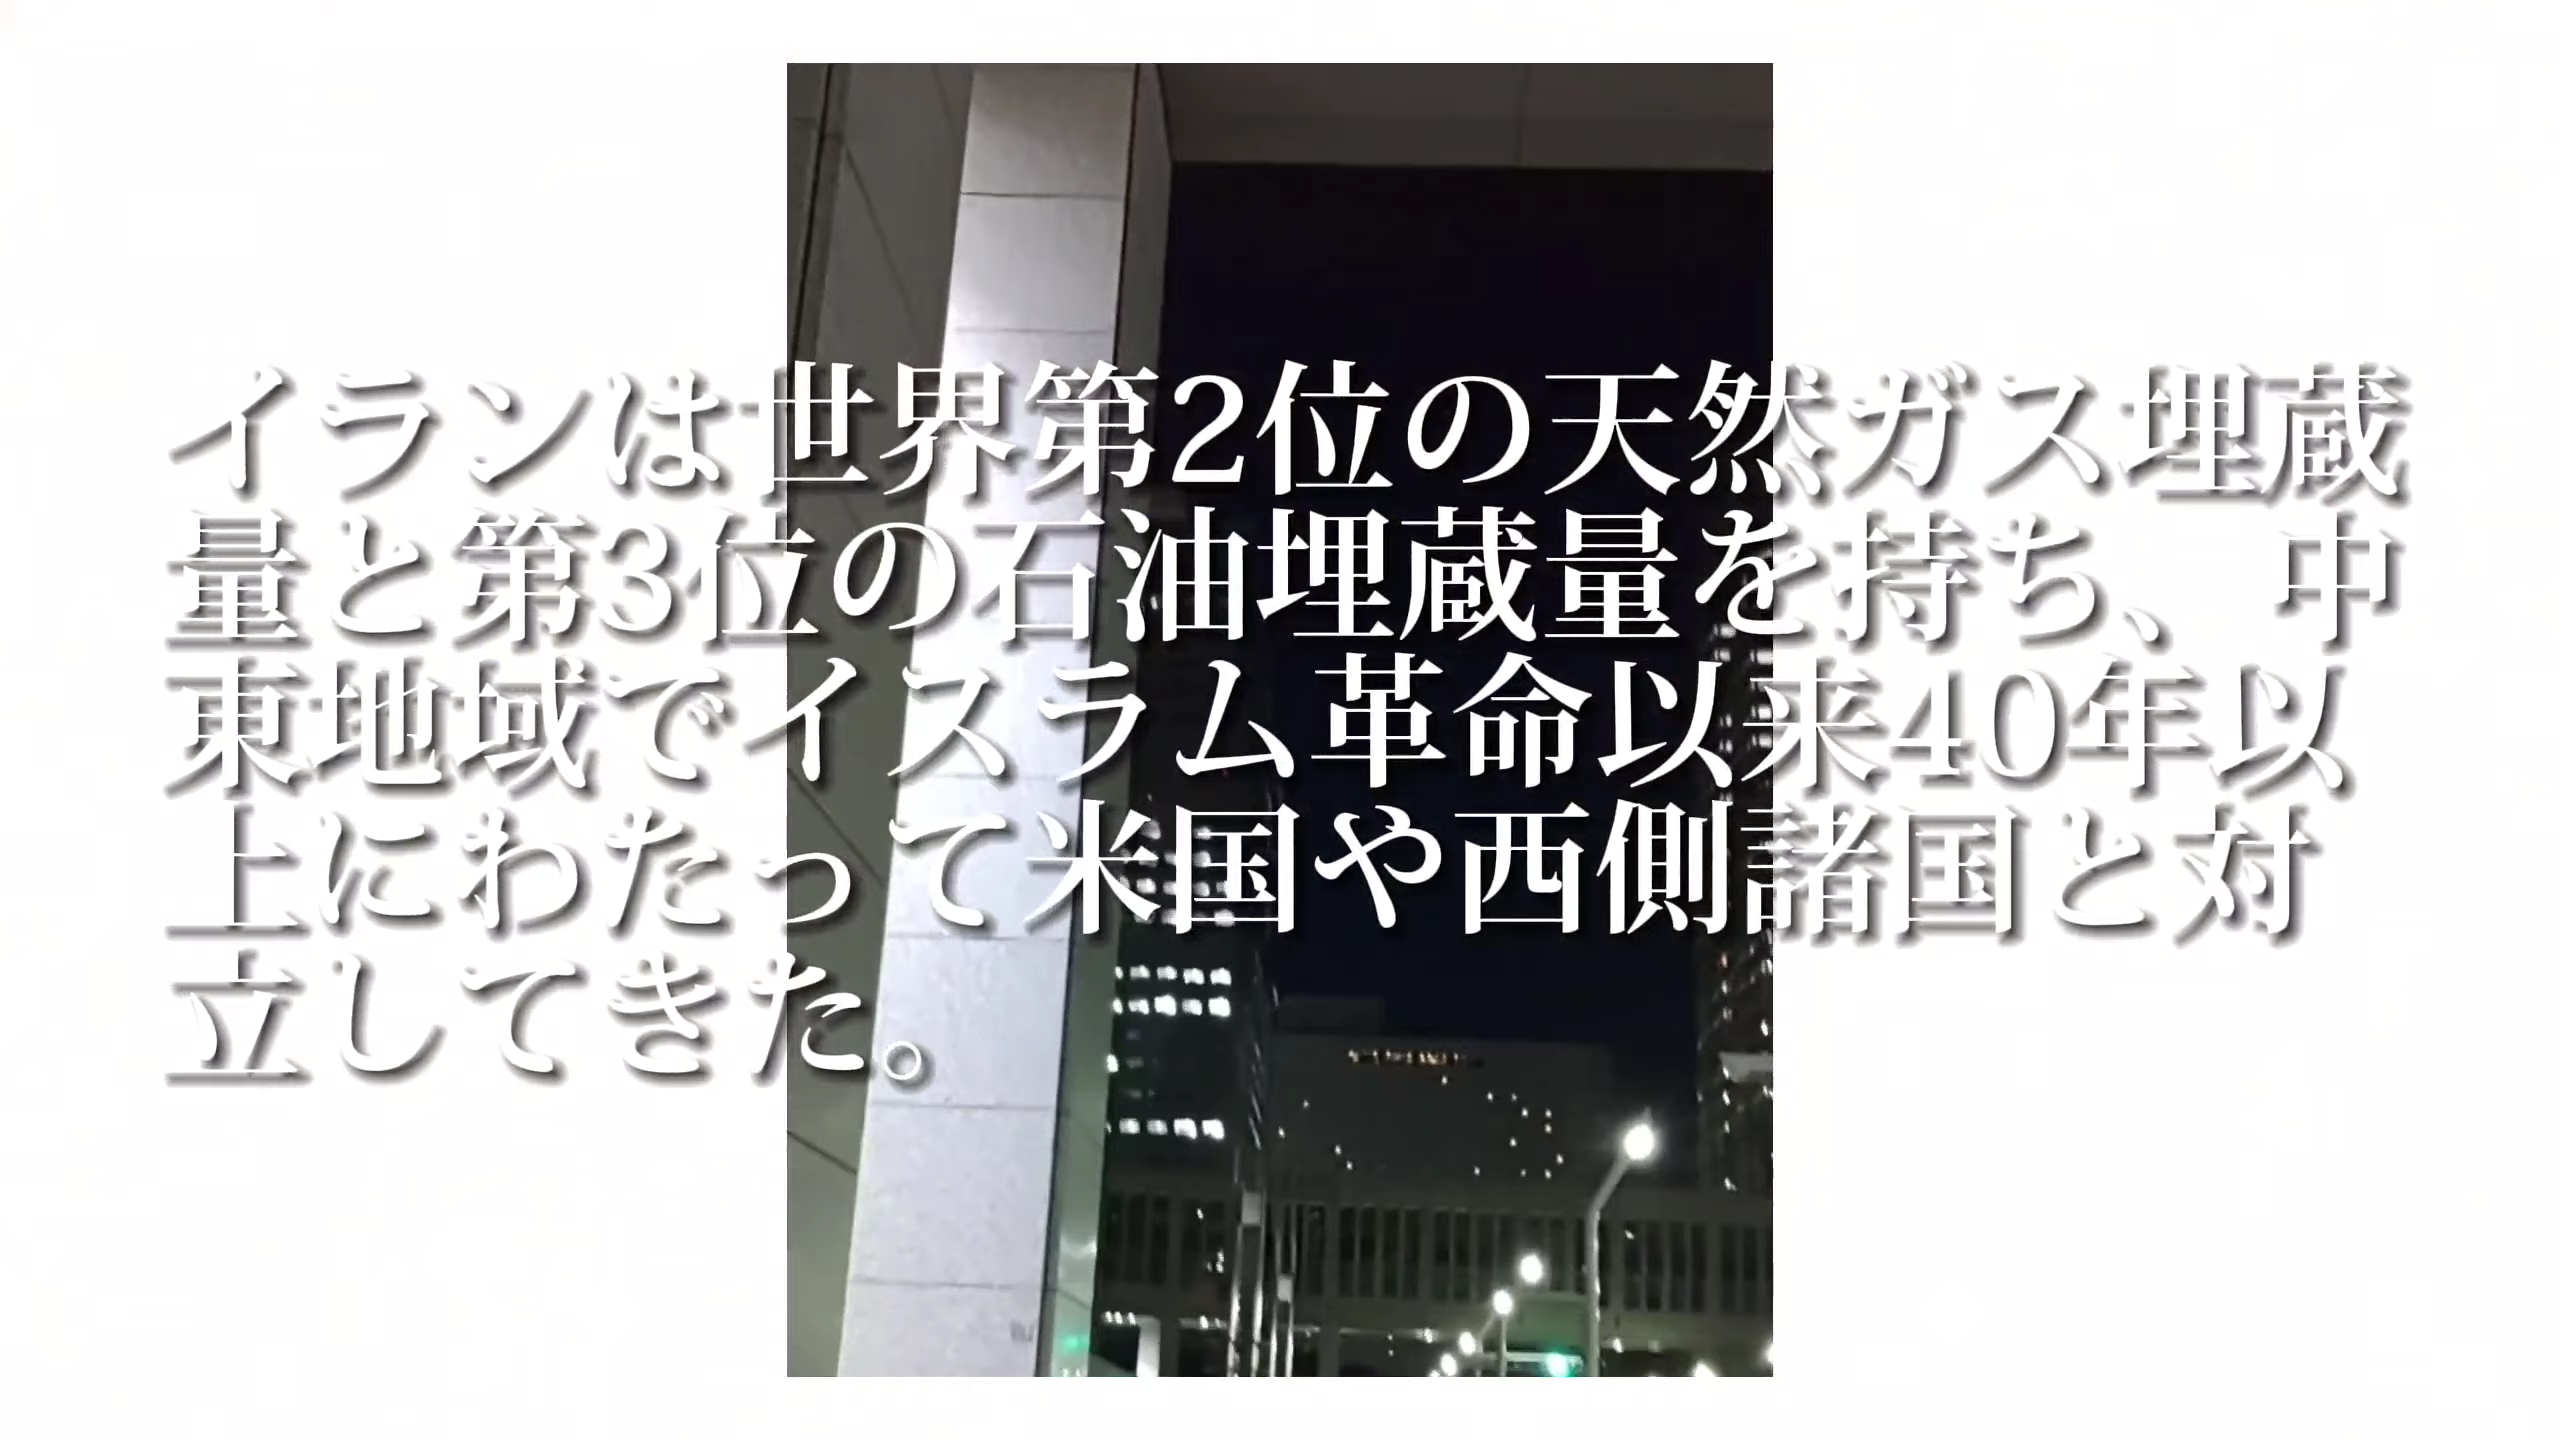 イランは世界第2位の天然ガス埋蔵
量と第3位の石油埋蔵量を持ち、中
東地域でイスラム革命以来40年以
上にわたって米国や西側諸国と対
立してきた。